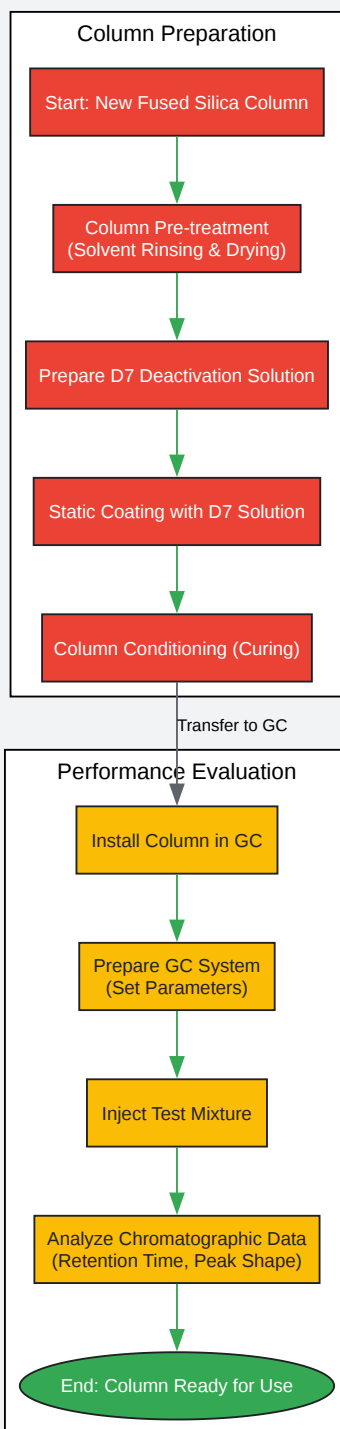 Column Preparation
Start: New Fused Silica Column
Column Pre-treatment
(Solvent Rinsing & Drying)
Prepare D7 Deactivation Solution
Static Coating with D7 Solution
Column Conditioning (Curing)
Transfer to GC
Performance Evaluation
Install Column in GC
Prepare GC System
(Set Parameters)
Inject Test Mixture
Analyze Chromatographic Data
(Retention Time, Peak Shape)
End: Column Ready for Use